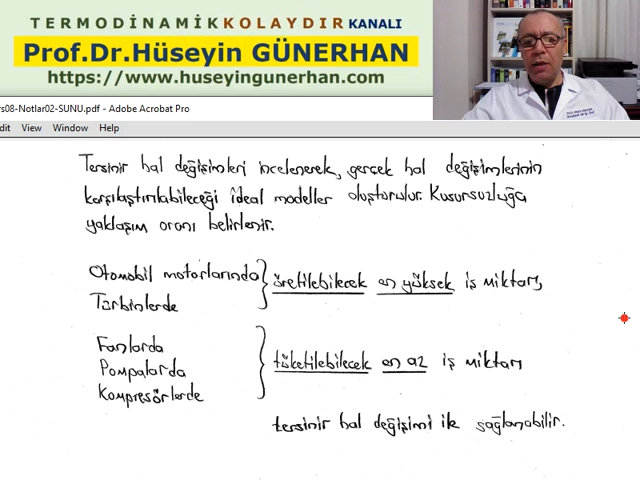 TERMODİNAMİKKOLAYDIR KANALI
Prof.Dr.Hüseyin GÜNERHAN
https://www.huseyingunerhan.com
rs08-Notlar02-SUNU.pdf - Adobe Acrobat Pro
dit View Window Help
Tersinir hal değişimleri incelenerek, gerçek hal değişimlerinin
karşılaştırılabileceği ideal modeller oluşturulur. Kusursuzluğa
yaklaşım oranı belirlenir.
Otomobil motorlarında
Türbinlerde
üretilebilecek en yüksek iş miktarı,
Fanlarda
Pompalarda
Kompresörlerde
tüketilebilecek en az iş miktarı
tersinir hal değişimi ile sağlanabilir.